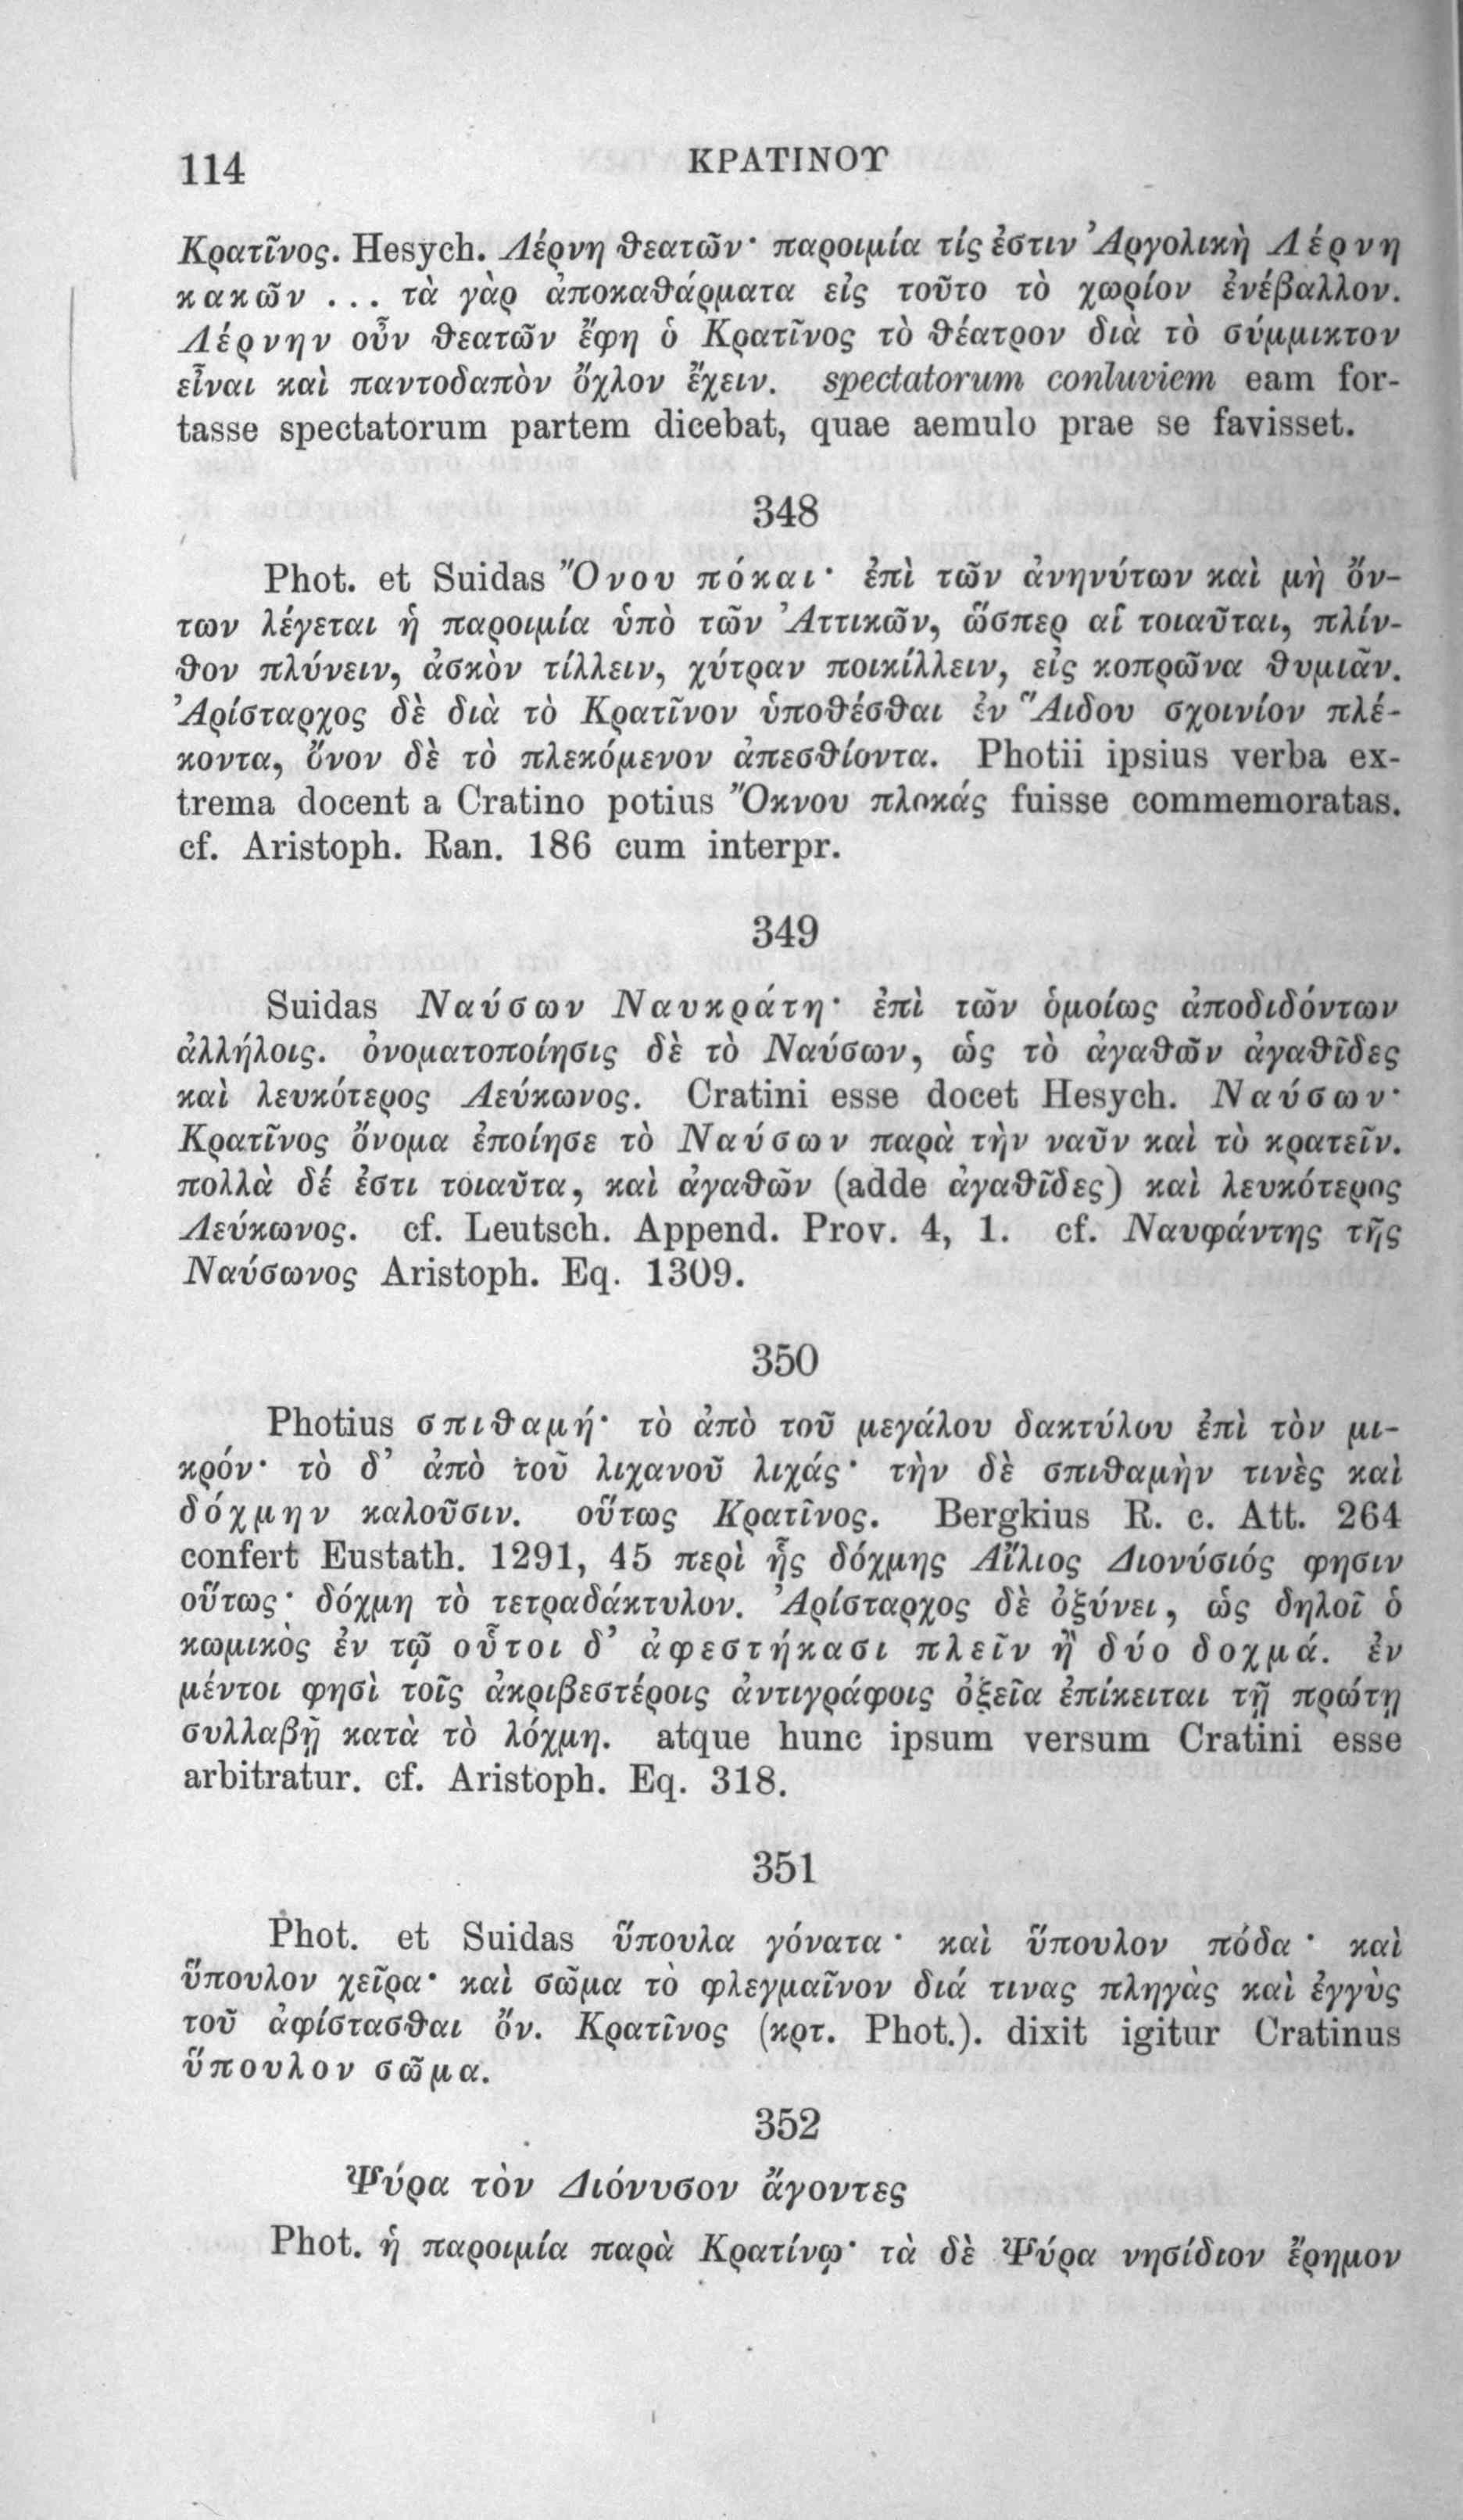 114
ΚΡΑΤΙΝΟΥ
Κρατῖνος. Hesych. Λέρνη θεατῶν· παροιμία τίς ἐστιν Ἀργολικὴ Λέρνη
κακῶν ... τὰ γὰρ ἀποκαθάρματα εἰς τοῦτο τὸ χωρίον ἐνέβαλλον.
Λέρνην οὖν θεατῶν ἔφη ὁ Κρατῖνος τὸ θέατρον διὰ τὸ σύμμικτον
εἶναι καὶ παντοδαπὸν ὄχλον ἔχειν. spectatorum conluviem eam for-
tasse spectatorum partem dicebat, quae aemulo prae se favisset.
348
Phot. et Suidas Ὄνου πόκαι· ἐπὶ τῶν ἀνηνύτων καὶ μὴ ὄν-
των λέγεται ἡ παροιμία ὑπὸ τῶν Ἀττικῶν, ὥσπερ αἱ τοιαῦται, πλίν-
θον πλύνειν, ἀσκὸν τίλλειν, χύτραν ποικίλλειν, εἰς κοπρῶνα θυμιᾶν.
Ἀρίσταρχος δὲ διὰ τὸ Κρατῖνον ὑποθέσθαι ἐν Ἅιδου σχοινίον πλέ-
κοντα, ὄνον δὲ τὸ πλεκόμενον ἀπεσθίοντα. Photii ipsius verba ex-
trema docent a Cratino potius Ὄκνου πλοκάς fuisse commemoratas.
cf. Aristoph. Ran. 186 cum interpr.
349
Suidas Ναύσων Ναυκράτη· ἐπὶ τῶν ὁμοίως ἀποδιδόντων
ἀλλήλοις. ὀνοματοποίησις δὲ τὸ Ναύσων, ὡς τὸ ἀγαθῶν ἀγαθῖδες
καὶ λευκότερος Λεύκωνος. Cratini esse docet Hesych. Ναύσων·
Κρατῖνος ὄνομα ἐποίησε τὸ Ναύσων παρὰ τὴν ναῦν καὶ τὸ κρατεῖν.
πολλὰ δέ ἐστι τοιαῦτα, καὶ ἀγαθῶν (adde ἀγαθῖδες) καὶ λευκότερος
Λεύκωνος. cf. Leutsch. Append. Prov. 4, 1. cf. Ναυφάντης τῆς
Ναύσωνος Aristoph. Eq. 1309.
350
Photius σπιθαμή· τὸ ἀπὸ τοῦ μεγάλου δακτύλου ἐπὶ τὸν μι-
κρόν· τὸ δ’ ἀπὸ τοῦ λιχανοῦ λιχάς· τὴν δὲ σπιθαμὴν τινὲς καὶ
δόχμην καλοῦσιν. οὕτως Κρατῖνος. Bergkius R. c. Att. 264
confert Eustath. 1291, 45 περὶ ἧς δόχμης Αἴλιος Διονύσιός φησιν
οὕτως· δόχμη τὸ τετραδάκτυλον. Ἀρίσταρχος δὲ ὀξύνει, ὡς δηλοῖ ὁ
κωμικὸς ἐν τῷ οὗτοι δ’ ἀφεστήκασι πλεῖν ἢ δύο δοχμά. ἐν
μέντοι φησὶ τοῖς ἀκριβεστέροις ἀντιγράφοις ὀξεῖα ἐπίκειται τῇ πρώτῃ
συλλαβῇ κατὰ τὸ λόχμη. atque hunc ipsum versum Cratini esse
arbitratur. cf. Aristoph. Eq. 318.
351
Phot. et Suidas ὕπουλα γόνατα· καὶ ὕπουλον πόδα· καὶ
ὕπουλον χεῖρα· καὶ σῶμα τὸ φλεγμαῖνον διά τινας πληγὰς καὶ ἐγγὺς
τοῦ ἀφίστασθαι ὄν. Κρατῖνος (κρτ. Phot.). dixit igitur Cratinus
ὕπουλον σῶμα.
352
Ψύρα τὸν Διόνυσον ἄγοντες
Phot. ἡ παροιμία παρὰ Κρατίνῳ· τὰ δὲ Ψύρα νησίδιον ἔρημον